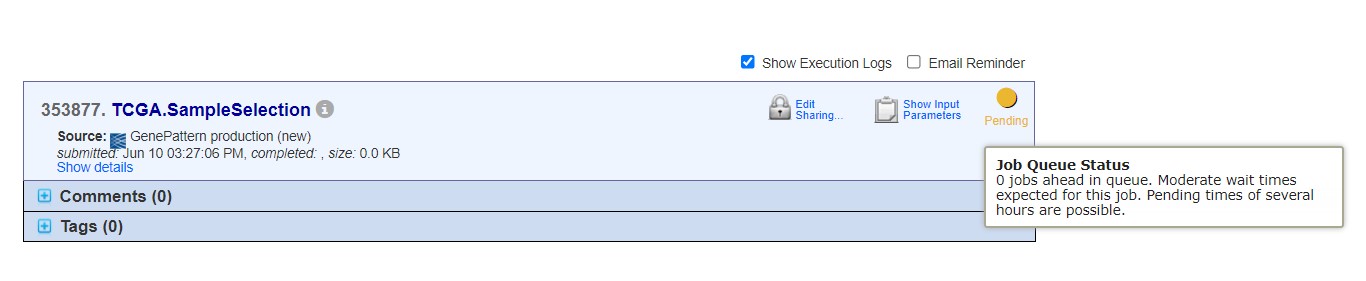 Show Execution Logs Email Reminder
353877. TCGA.SampleSelection
Edit
Sharing...
Show Input
Parameters
Pending
Source: GenePattern production (new)
submitted: Jun 10 03:27:06 PM, completed: , size: 0.0 KB
Show details
Job Queue Status
0 jobs ahead in queue. Moderate wait times
expected for this job. Pending times of several
hours are possible.
Comments (0)
Tags (0)